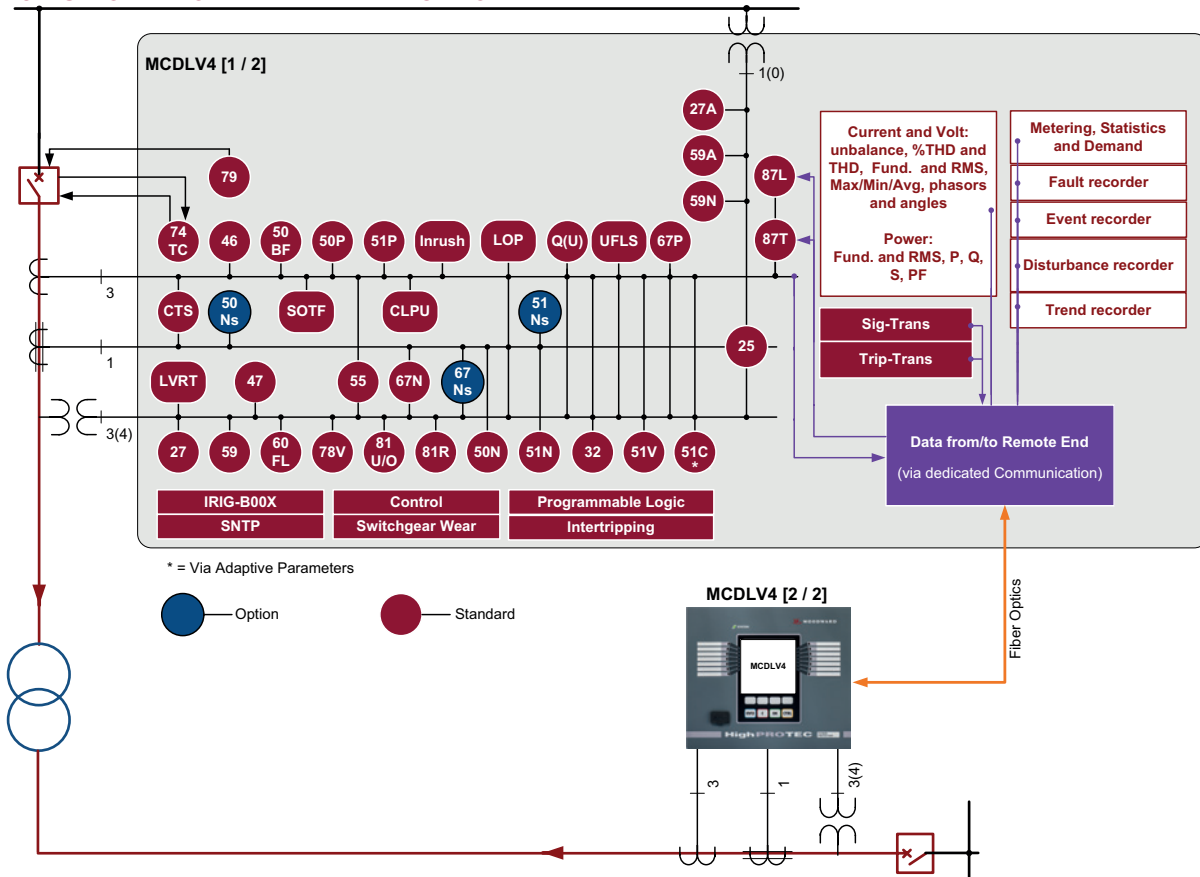 MCDLV4 [1 / 2]
1(0)
27A
59A
59N
87L
87T
Current and Volt:
unbalance, %THD and
THD, Fund. and RMS,
Max/Min/Avg, phasors
and angles
Power:
Fund. and RMS, P, Q,
S, PF
Metering, Statistics
and Demand
Fault recorder
Event recorder
Disturbance recorder
Trend recorder
79
74
TC
46
50
BF
50P
51P
Inrush
LOP
Q(U)
UFLS
67P
3
CTS
50
Ns
SOTF
CLPU
51
Ns
Sig-Trans
Trip-Trans
1
25
LVRT
47
55
67N
67
Ns
3(4)
27
59
60
FL
78V
81
U/O
81R
50N
51N
32
51V
51C
*
Data from/to Remote End
(via dedicated Communication)
IRIG-B00X
SNTP
Control
Switchgear Wear
Programmable Logic
Intertripping
* = Via Adaptive Parameters
Option
Standard
MCDLV4 [2 / 2]
Fiber Optics
WOODWARD
MCDLV4
HighPROTEC
3
1
3(4)